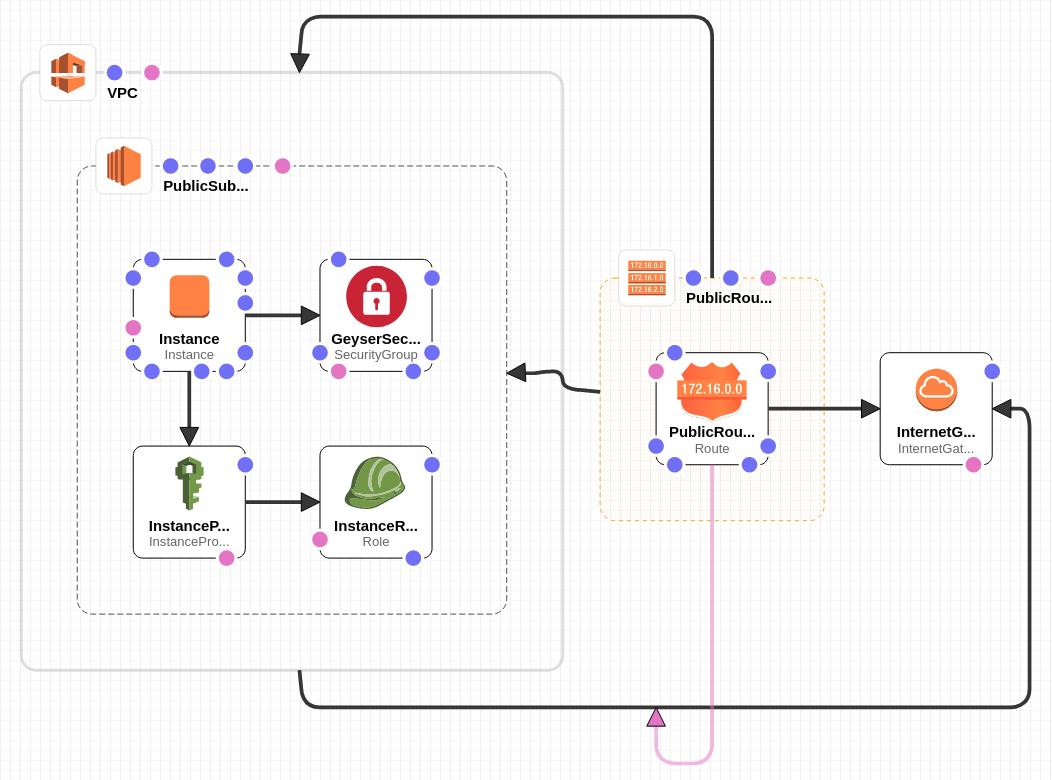 VPC
PublicSub...
Instance
Instance
GeyserSec...
SecurityGroup
InstanceP...
InstancePro...
InstanceR...
Role
172.16.0.0
172.16.1.0
172.16.2.0
PublicRou...
172.16.0.0
PublicRou...
Route
InternetG...
InternetGat...